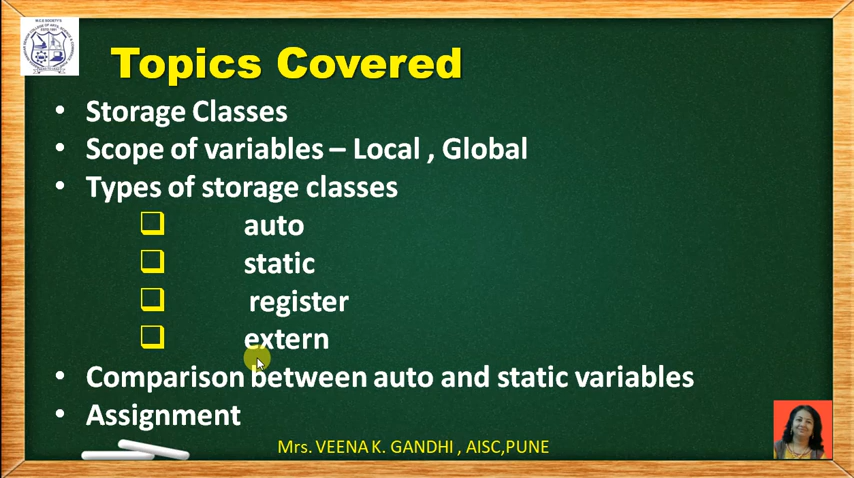 Topics Covered
• Storage Classes
• Scope of variables – Local , Global
• Types of storage classes
❑ auto
❑ static
❑ register
❑ extern
• Comparison between auto and static variables
• Assignment
Mrs. VEENA K. GANDHI , AISC,PUNE